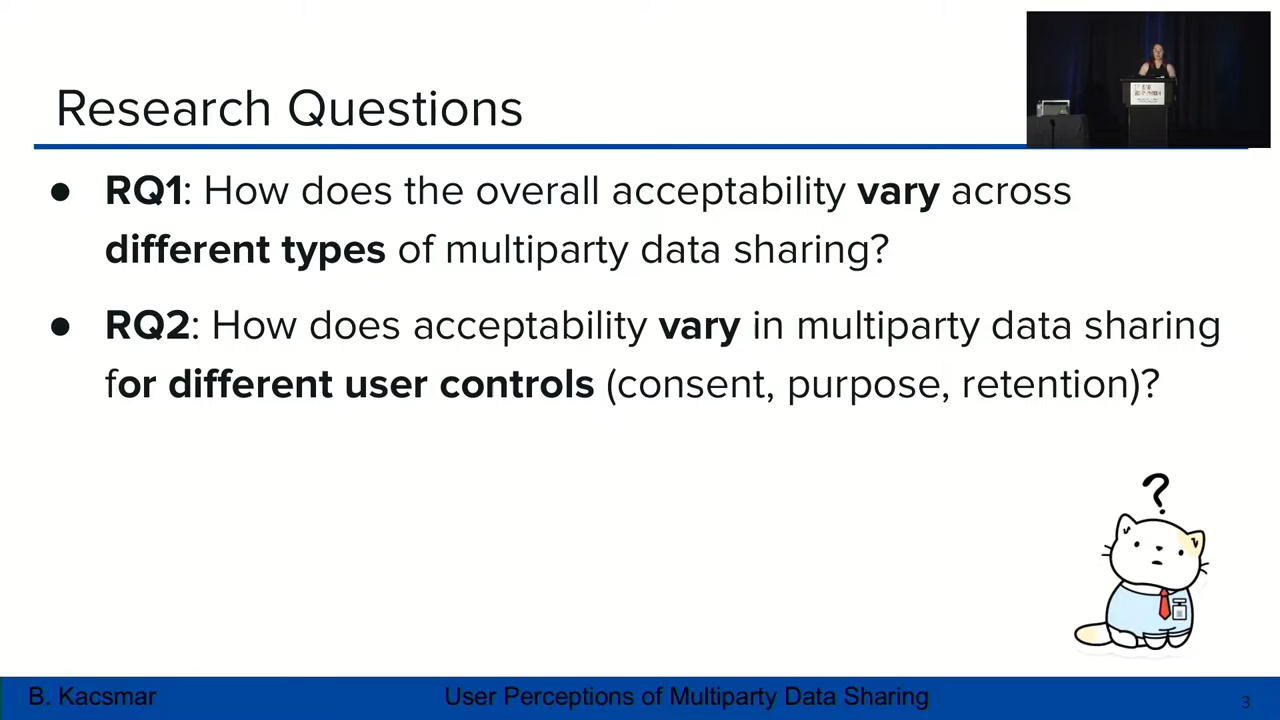 Research Questions
● RQ1: How does the overall acceptability vary across
different types of multiparty data sharing?
● RQ2: How does acceptability vary in multiparty data sharing
for different user controls (consent, purpose, retention)?
?
B. Kacsmar
User Perceptions of Multiparty Data Sharing
3